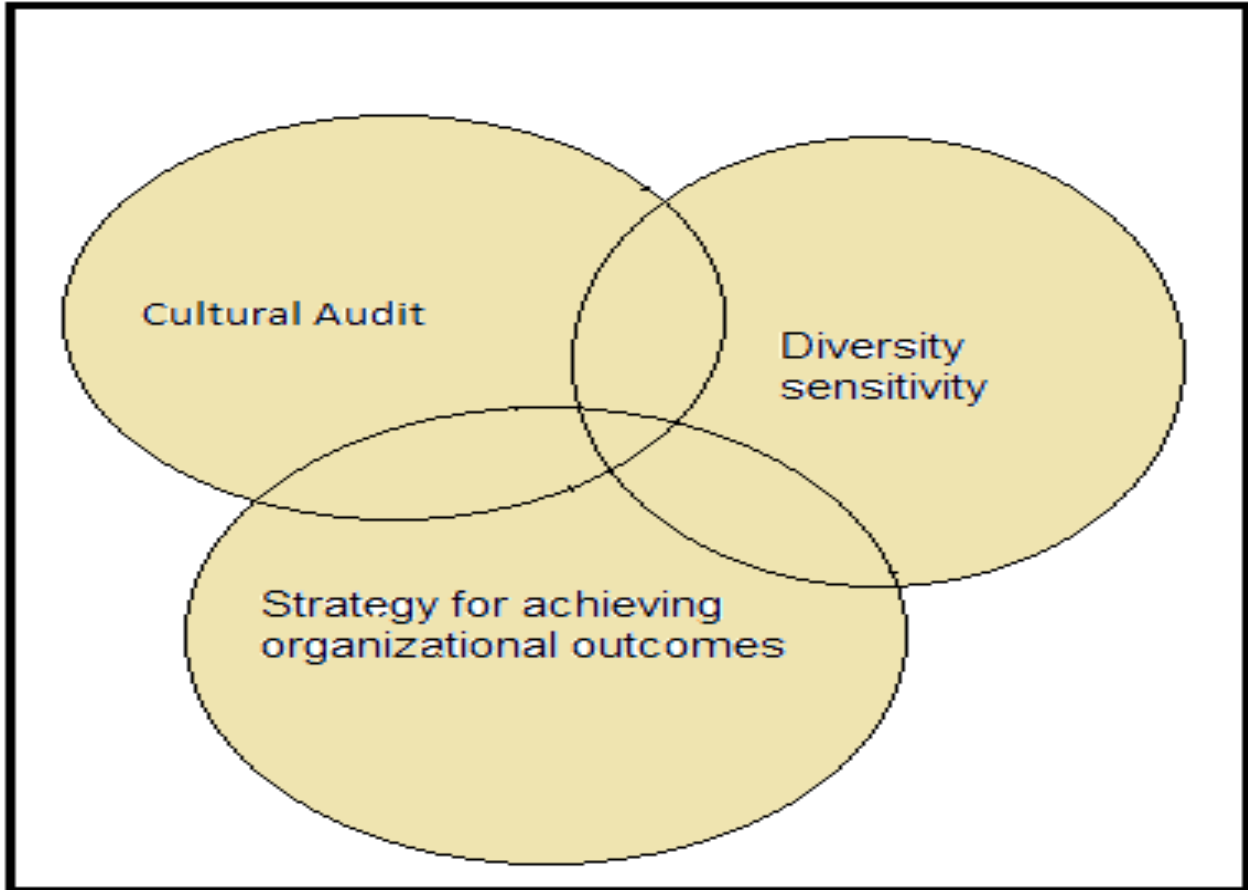 Cultural Audit
Diversity
sensitivity
Strategy for achieving
organizational outcomes